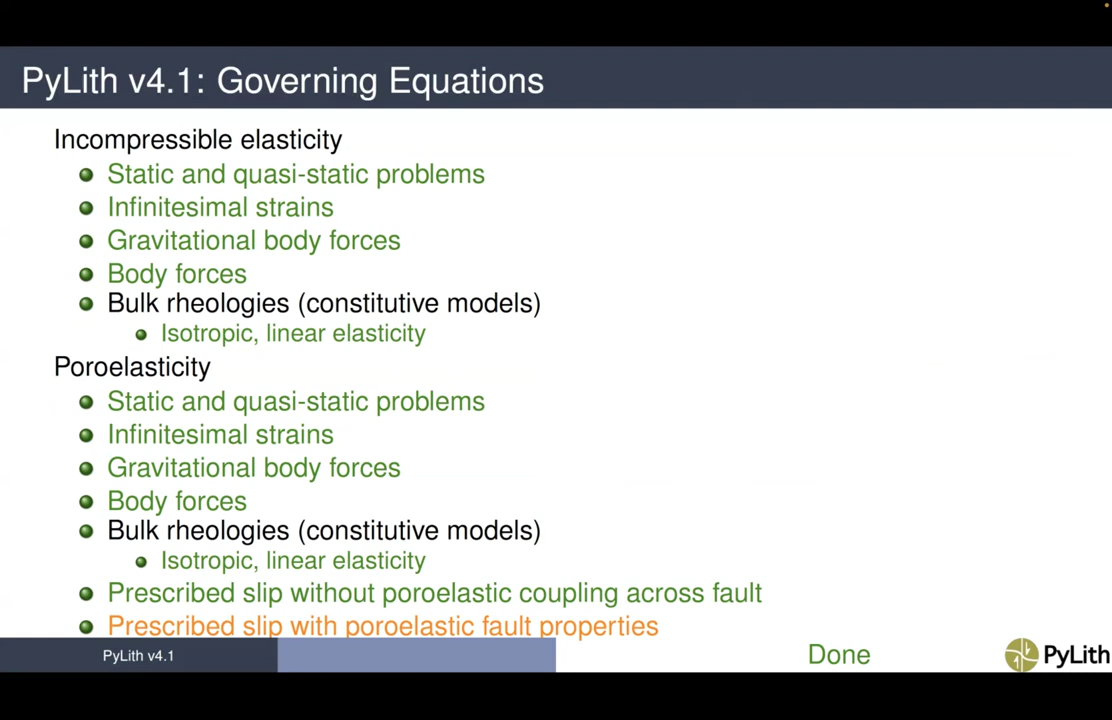 PyLith v4.1: Governing Equations
Incompressible elasticity
Static and quasi-static problems
Infinitesimal strains
Gravitational body forces
Body forces
Bulk rheologies (constitutive models)
Isotropic, linear elasticity
Poroelasticity
Static and quasi-static problems
Infinitesimal strains
Gravitational body forces
Body forces
Bulk rheologies (constitutive models)
Isotropic, linear elasticity
Prescribed slip without poroelastic coupling across fault
Prescribed slip with poroelastic fault properties
PyLith v4.1
Done
PyLith